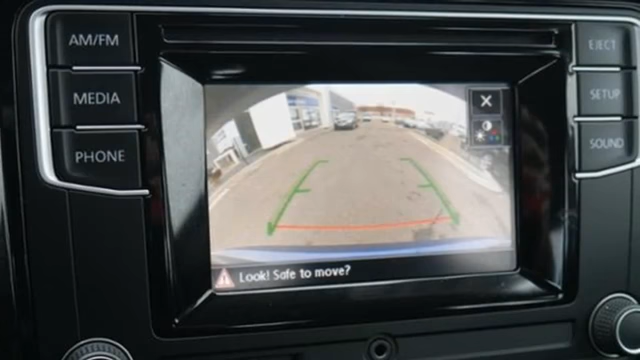 AM/FM
MEDIA
PHONE
EJECT
SETUP
SOUND
Look! Safe to move?